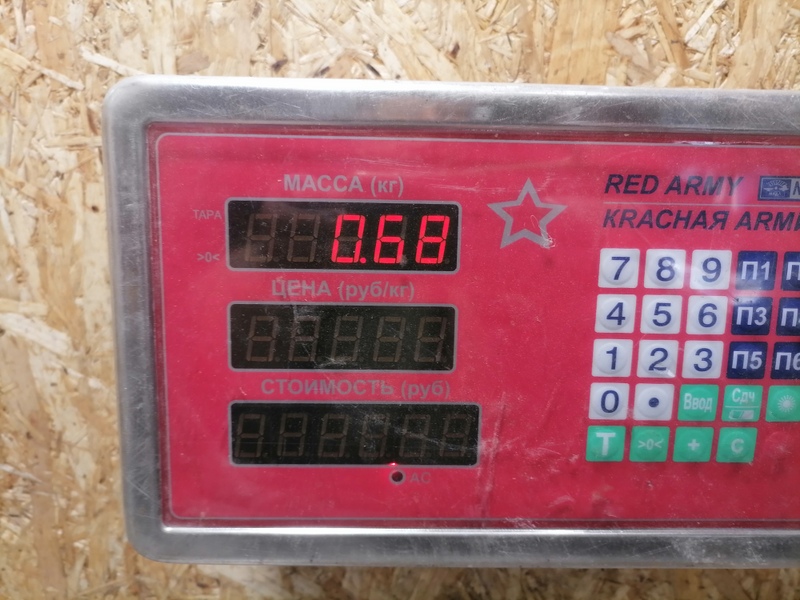 МАССА (кг)
ТАРА
>0<
0.68
ЦЕНА (руб/кг)
СТОИМОСТЬ (руб)
AC
RED ARMY
KRACHAЯ ARM
7 8 9 П1
4 5 6 П3
1 2 3 П5 П6
0 • Ввод Сдч
T >0< + C